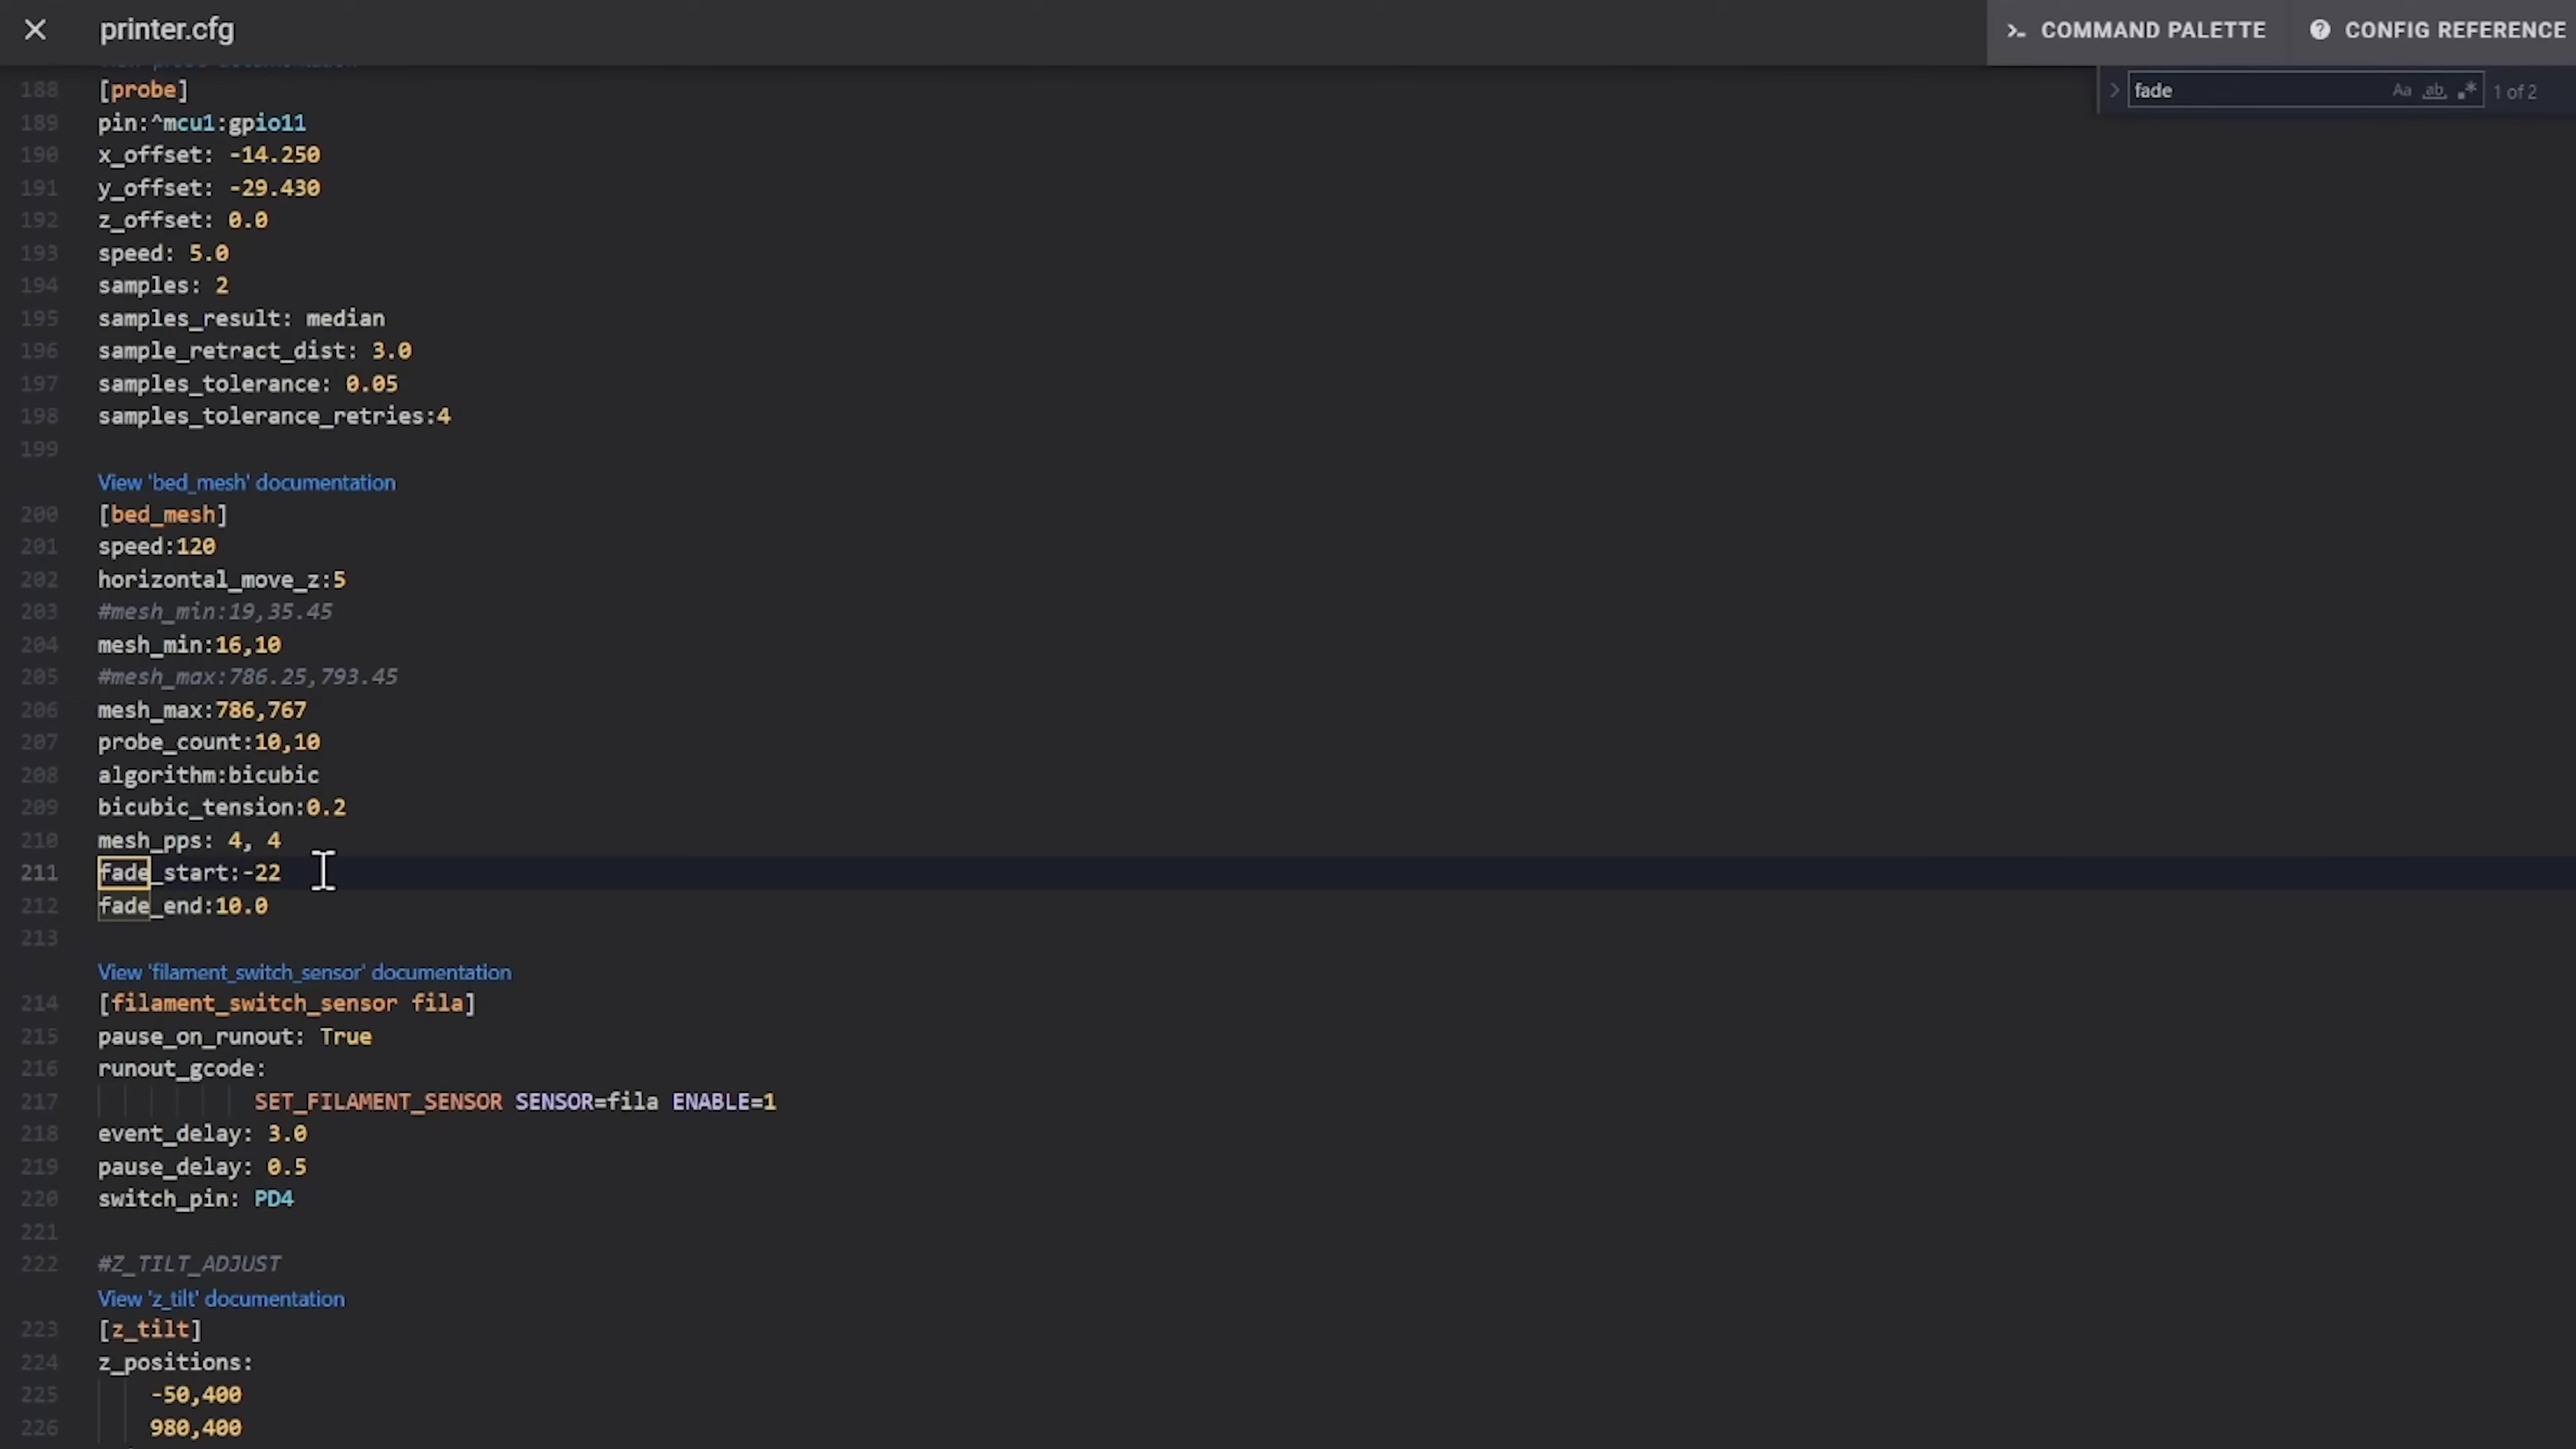 printer.cfg
COMMAND PALETTE
CONFIG REFERENCE
fade
Aa
ab
.*
1 of 2
188 [probe]
189 pin:^mcu1:gpio11
190 x_offset: -14.250
191 y_offset: -29.430
192 z_offset: 0.0
193 speed: 5.0
194 samples: 2
195 samples_result: median
196 sample_retract_dist: 3.0
197 samples_tolerance: 0.05
198 samples_tolerance_retries:4
199
View 'bed_mesh' documentation
200 [bed_mesh]
201 speed:120
202 horizontal_move_z:5
203 #mesh_min:19,35.45
204 mesh_min:16,10
205 #mesh_max:786.25,793.45
206 mesh_max:786,767
207 probe_count:10,10
208 algorithm:bicubic
209 bicubic_tension:0.2
210 mesh_pps: 4, 4
211 fade_start:-22
212 fade_end:10.0
213
View 'filament_switch_sensor' documentation
214 [filament_switch_sensor fila]
215 pause_on_runout: True
216 runout_gcode:
217 SET_FILAMENT_SENSOR SENSOR=fila ENABLE=1
218 event_delay: 3.0
219 pause_delay: 0.5
220 switch_pin: PD4
221
222 #Z_TILT_ADJUST
View 'z_tilt' documentation
223 [z_tilt]
224 z_positions:
225 -50,400
226 980,400